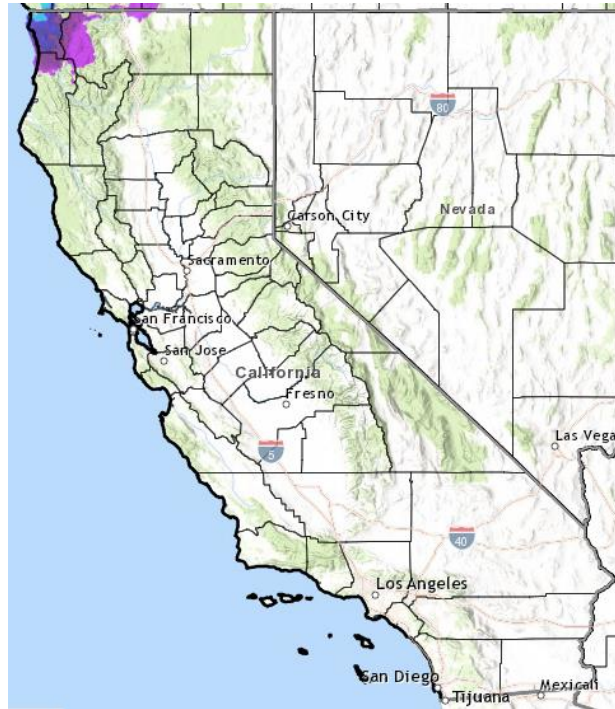 80
Nevada
Carson City
Sacramento
San Francisco
San Jose
California
Fresno
5
Las Vega
40
Los Angeles
San Diego
Tijuana
Mexicali